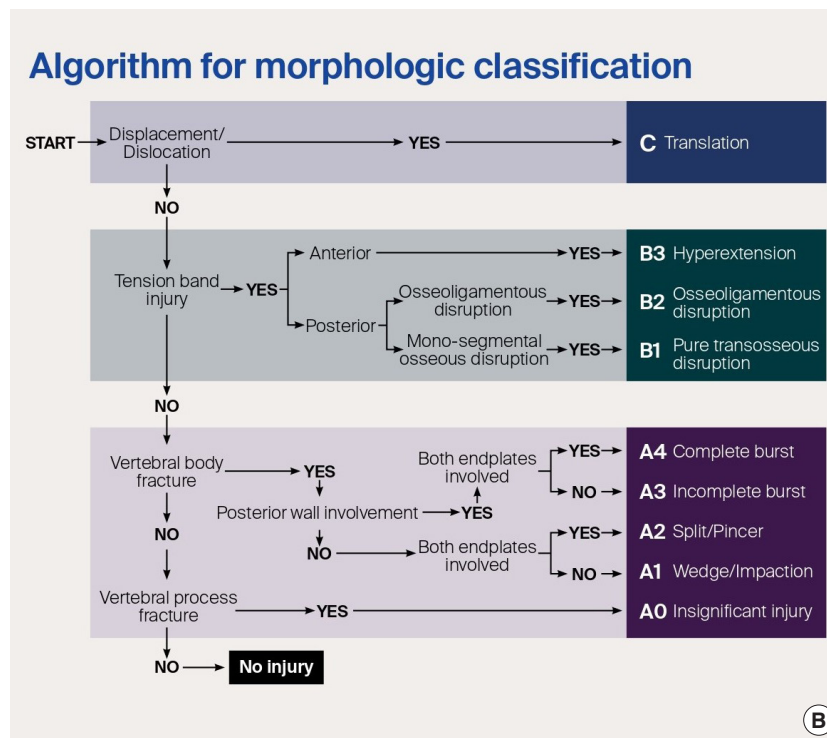 Algorithm for morphologic classification
START
Displacement/
Dislocation
YES
C Translation
NO
Tension band
injury
YES
Anterior
YES
B3 Hyperextension
Posterior
Osseoligamentous
disruption
YES
B2 Osseoligamentous
disruption
Mono-segmental
osseous disruption
YES
B1 Pure transosseous
disruption
NO
Vertebral body
fracture
YES
Posterior wall involvement
YES
Both endplates
involved
YES
A4 Complete burst
NO
A3 Incomplete burst
NO
Both endplates
involved
YES
A2 Split/Pincer
NO
A1 Wedge/Impaction
NO
Vertebral process
fracture
YES
A0 Insignificant injury
NO
No injury
B